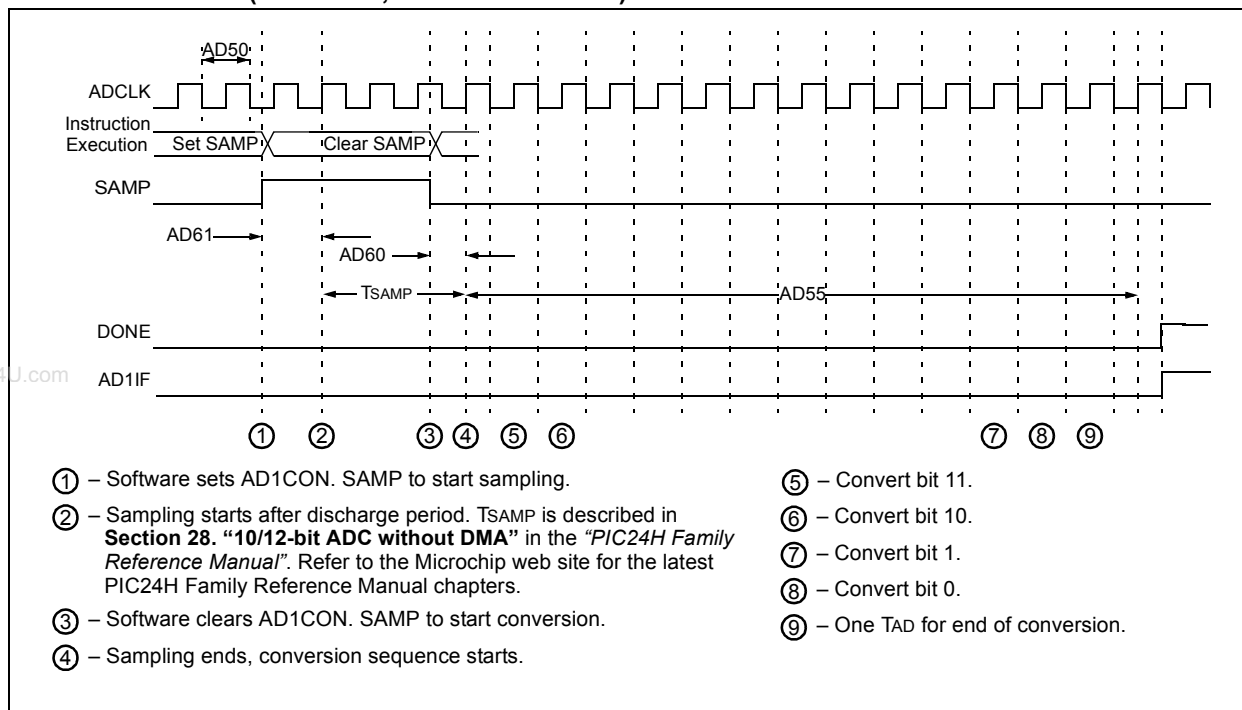 AD50
ADCLK
Instruction
Execution
Set SAMP
Clear SAMP
SAMP
AD61
AD60
TSAMP
AD55
DONE
AD1IF
4U.com
1 2 3 4 5 6 7 8 9
1 – Software sets AD1CON. SAMP to start sampling.
2 – Sampling starts after discharge period. TSAMP is described in
Section 28. “10/12-bit ADC without DMA” in the “PIC24H Family
Reference Manual”. Refer to the Microchip web site for the latest
PIC24H Family Reference Manual chapters.
3 – Software clears AD1CON. SAMP to start conversion.
4 – Sampling ends, conversion sequence starts.
5 – Convert bit 11.
6 – Convert bit 10.
7 – Convert bit 1.
8 – Convert bit 0.
9 – One TAD for end of conversion.